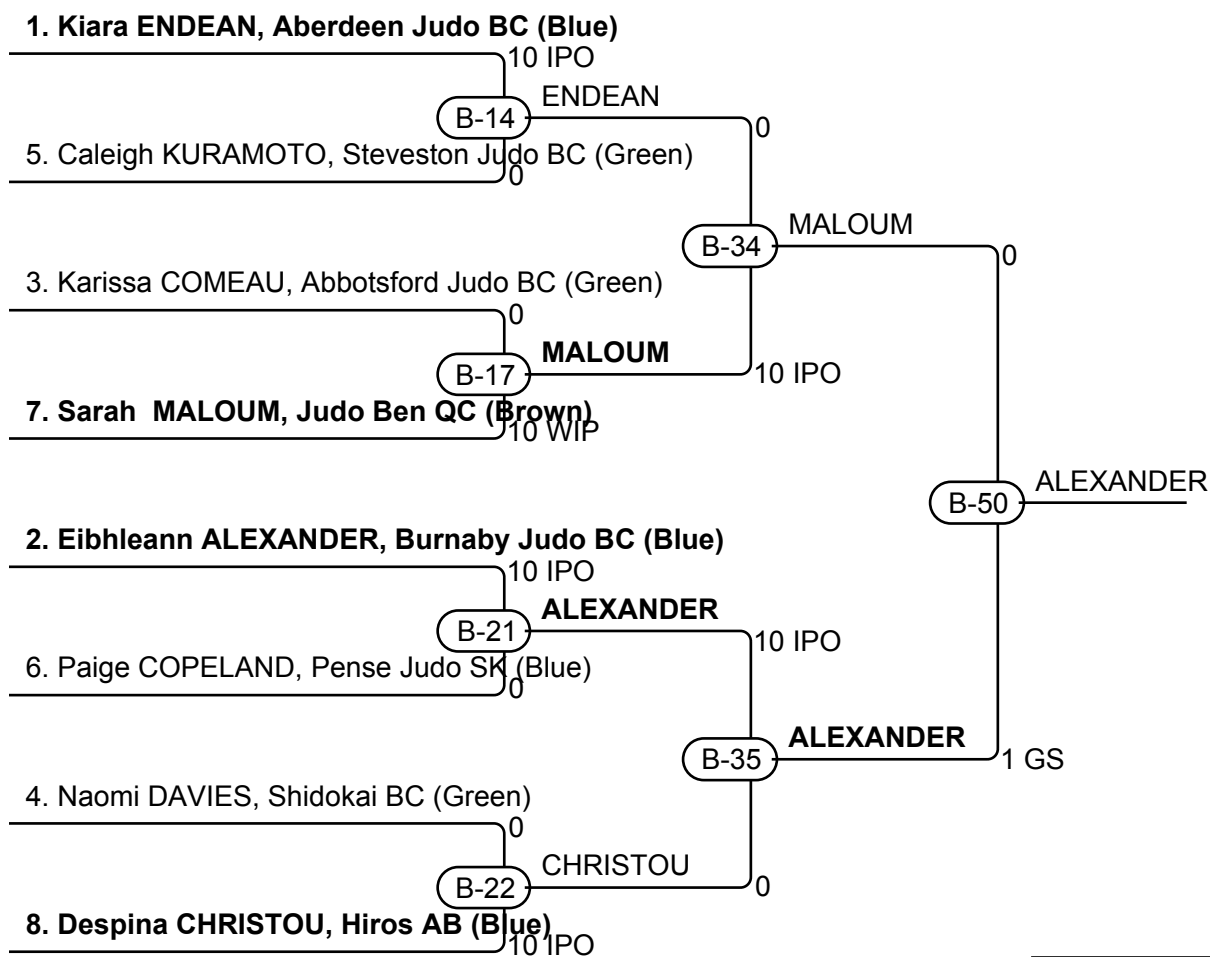 1. Kiara ENDEAN, Aberdeen Judo BC (Blue)
10 IPO
ENDEAN
B-14
0
5. Caleigh KURAMOTO, Steveston Judo BC (Green)
0
MALOUM
B-34
0
3. Karissa COMEAU, Abbotsford Judo BC (Green)
0
MALOUM
B-17
10 IPO
7. Sarah  MALOUM, Judo Ben QC (Brown)
10 WIP
ALEXANDER
B-50
2. Eibhleann ALEXANDER, Burnaby Judo BC (Blue)
10 IPO
ALEXANDER
B-21
10 IPO
6. Paige COPELAND, Pense Judo SK (Blue)
0
ALEXANDER
B-35
1 GS
4. Naomi DAVIES, Shidokai BC (Green)
0
CHRISTOU
B-22
0
8. Despina CHRISTOU, Hiros AB (Blue)
10 IPO